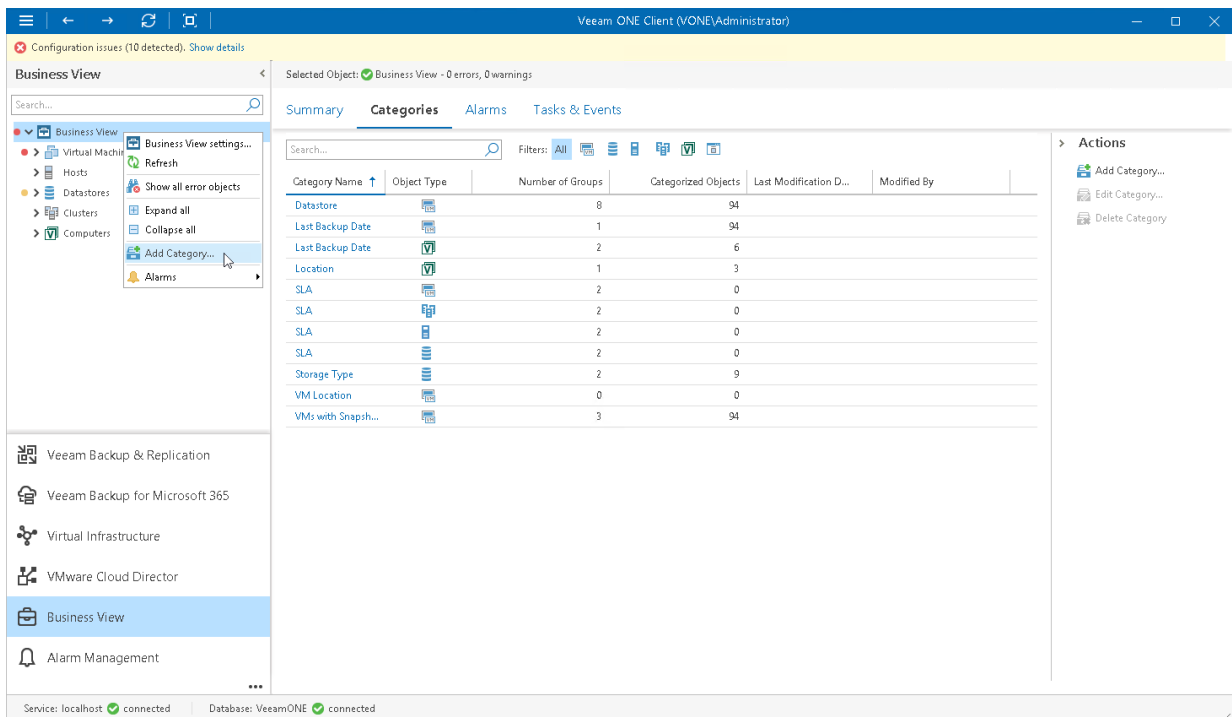 Veeam ONE Client (VONE\Administrator)
Configuration issues (10 detected). Show details
Business View
Search...
Business View
Virtual Machin
Hosts
Datastores
Clusters
Computers
Business View settings...
Refresh
Show all error objects
Expand all
Collapse all
Add Category...
Alarms
Veeam Backup & Replication
Veeam Backup for Microsoft 365
Virtual Infrastructure
VMware Cloud Director
Business View
Alarm Management
Selected Object: Business View - 0 errors, 0 warnings
Summary Categories Alarms Tasks & Events
Search... Filters: All
Category Name Object Type Number of Groups Categorized Objects Last Modification D... Modified By
Datastore 8 94
Last Backup Date 1 94
Last Backup Date 2 6
Location 1 3
SLA 2 0
SLA 2 0
SLA 2 0
SLA 2 0
Storage Type 2 9
VM Location 0 0
VMs with Snapsh... 3 94
Actions
Add Category...
Edit Category...
Delete Category
Service: localhost connected Database: VeeamONE connected